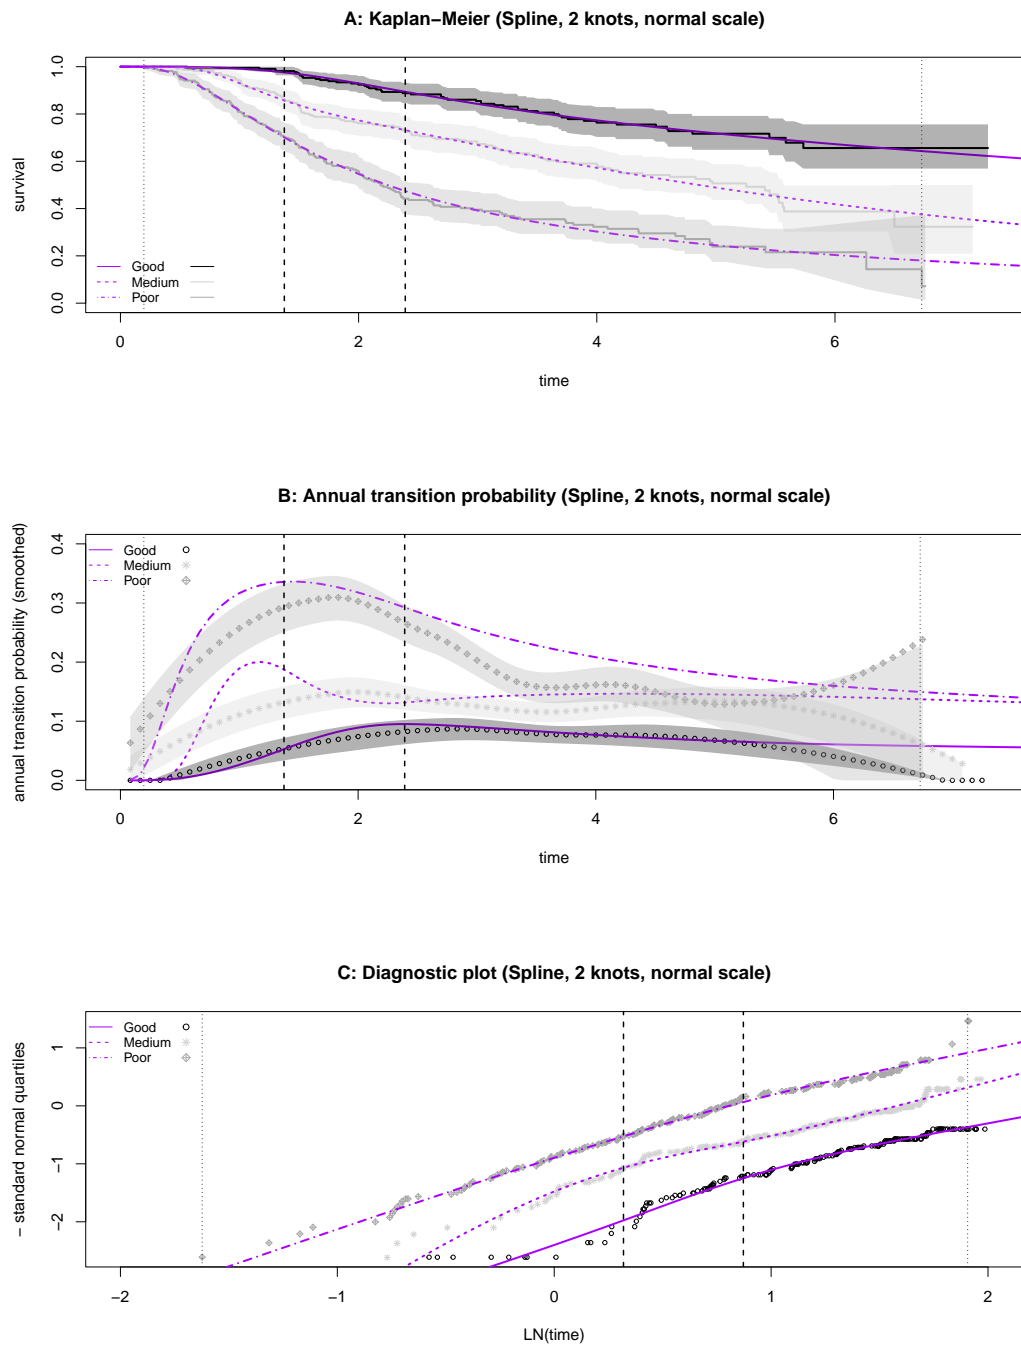 A: Kaplan−Meier (Spline, 2 knots, normal scale)
survival
1.0
0.8
0.6
0.4
0.2
0.0
Good
Medium
Poor
0 2 4 6
time
B: Annual transition probability (Spline, 2 knots, normal scale)
annual transition probability (smoothed)
0.4
0.3
0.2
0.1
0.0
Good
Medium
Poor
0 2 4 6
time
C: Diagnostic plot (Spline, 2 knots, normal scale)
− standard normal quartiles
1
0
−1
−2
Good
Medium
Poor
−2 −1 0 1 2
LN(time)